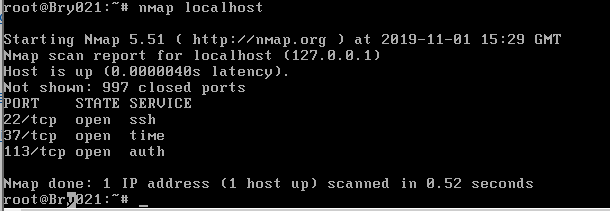 root@Bry021:~# nmap localhost
Starting Nmap 5.51 ( http://nmap.org ) at 2019-11-01 15:29 GMT
Nmap scan report for localhost (127.0.0.1)
Host is up (0.0000040s latency).
Not shown: 997 closed ports
PORT    STATE SERVICE
22/tcp  open  ssh
37/tcp  open  time
113/tcp open  auth
Nmap done: 1 IP address (1 host up) scanned in 0.52 seconds
root@Bry021:~# _